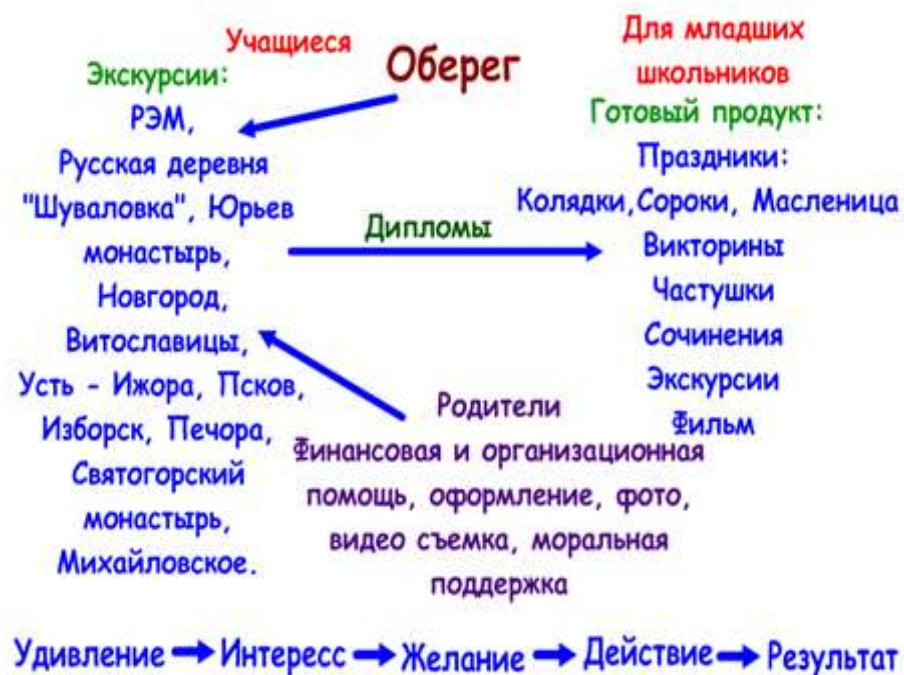 Учащиеся
Оберег
Экскурсии:
РЭМ,
Русская деревня
"Шуваловка", Юрьев
монастырь,
Новгород,
Витославицы,
Усть - Ижора, Псков,
Изборск, Печора,
Святогорский
монастырь,
Михайловское.
Дипломы
Для младших
школьников
Готовый продукт:
Праздники:
Колядки,Сороки, Масленица
Викторины
Частушки
Сочинения
Экскурсии
Фильм
Родители
Финансовая и организационная
помощь, оформление, фото,
видео съемка, моральная
поддержка
Удивление Интересс Желание Действие Результат